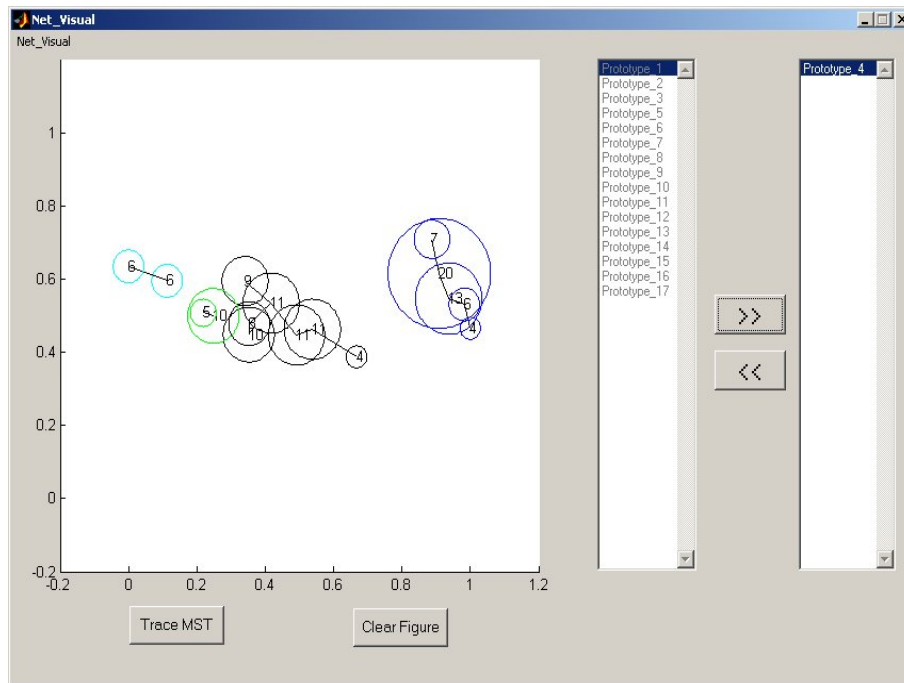 Net_Visual
Net_Visual
1
0.8
0.6
0.4
0.2
0
-0.2
-0.2
0
0.2
0.4
0.6
0.8
1
1.2
6
6
5
10
9
11
10
11
11
4
7
20
13
6
4
Trace MST
Clear Figure
Prototype_1
Prototype_2
Prototype_3
Prototype_5
Prototype_6
Prototype_7
Prototype_8
Prototype_9
Prototype_10
Prototype_11
Prototype_12
Prototype_13
Prototype_14
Prototype_15
Prototype_16
Prototype_17
>>
<<
Prototype_4